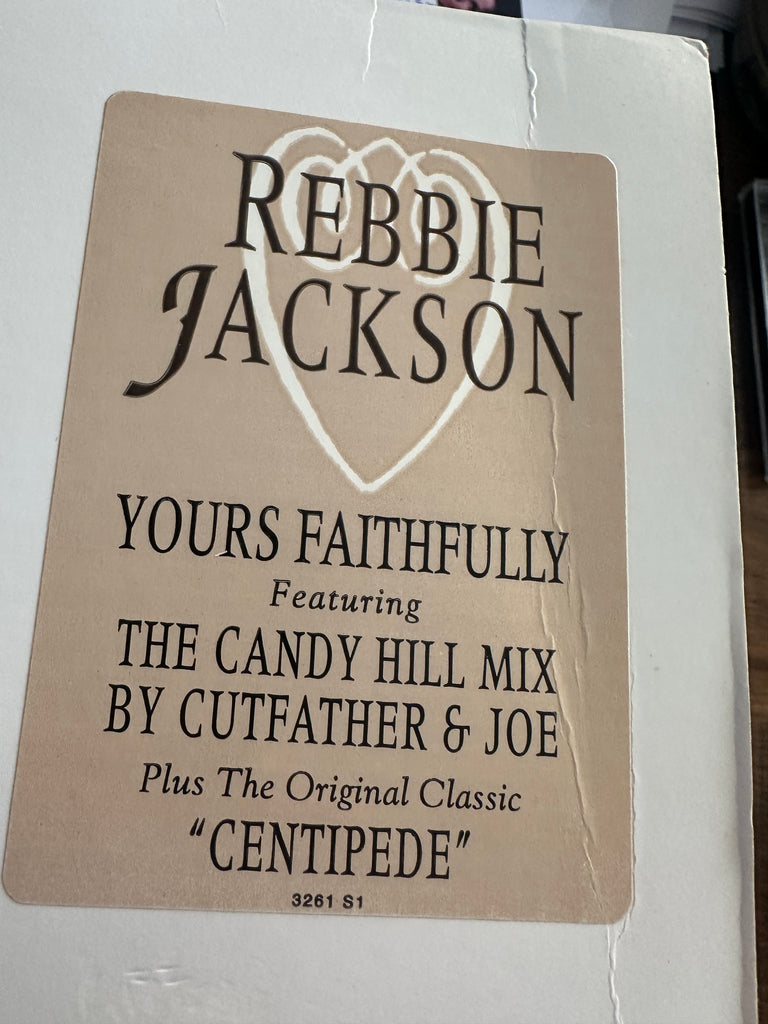 REBBIE
JACKSON
YOURS FAITHFULLY
Featuring
THE CANDY HILL MIX
BY CUTFATHER & JOE
Plus The Original Classic
"CENTIPEDE"
3261 S1